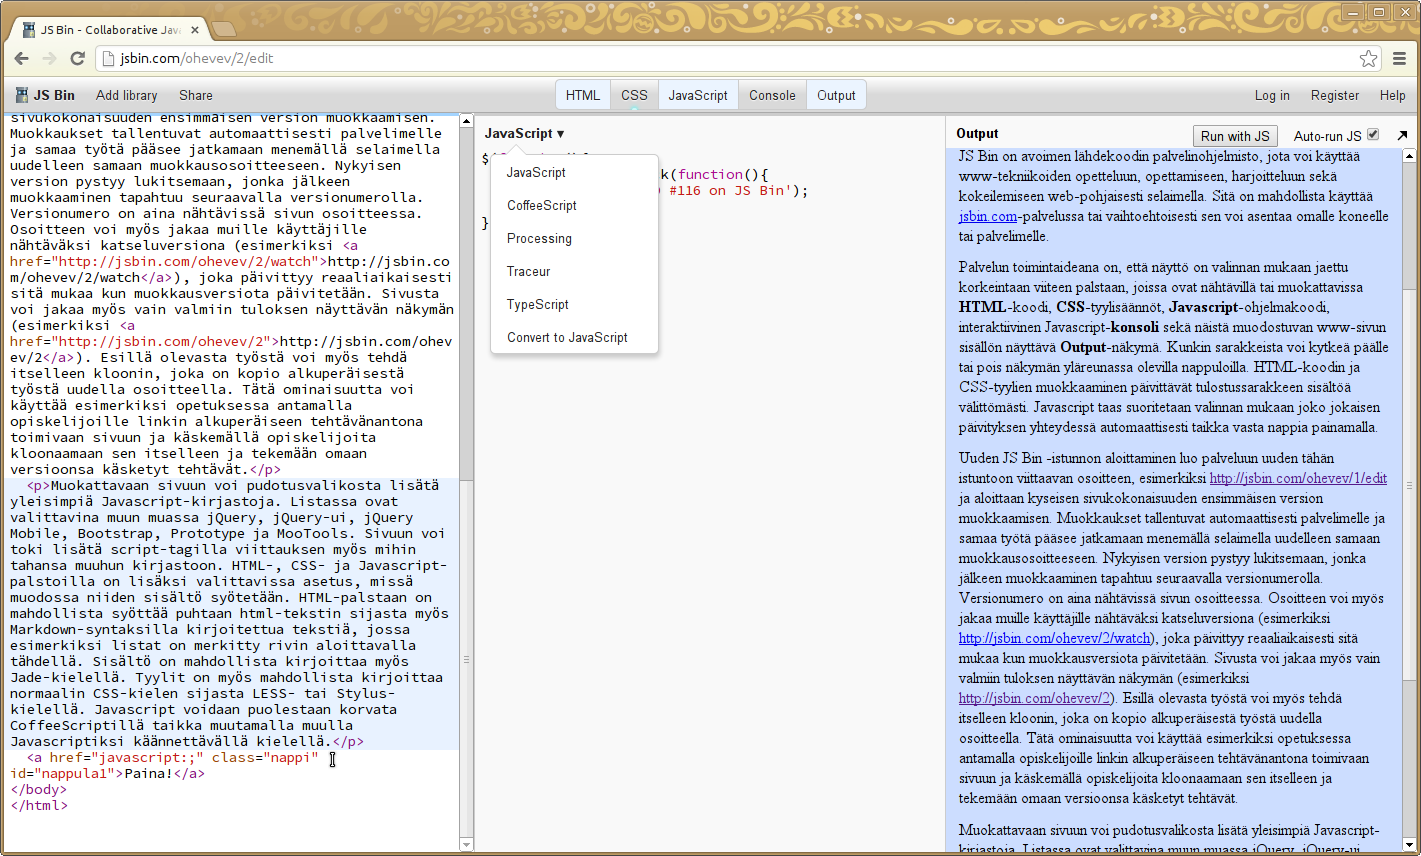 JS Bin - Collaborative Java
jsbin.com/ohevev/2/edit
JS Bin Add library Share HTML CSS JavaScript Console Output Log in Register Help
sivukokonaisuuden ensimmäisen version muokkaamisen.
Muokkaukset tallentuvat automaattisesti palvelimelle
ja samaa työtä pääsee jatkamaan menemällä selaimella
uudelleen samaan muokkausosoitteeseen. Nykyisen
version pystyy lukitsemaan, jonka jälkeen
muokkaaminen tapahtuu seuraavalla versionumerolla.
Versionumero on aina nähtävissä sivun osoitteessa.
Osoitteen voi myös jakaa muille käyttäjille
nähtäväksi katseluversiona (esimerkiksi <a
href="http://jsbin.com/ohevev/2/watch">http://jsbin.co
m/ohevev/2/watch</a>), joka päivittyy reaaliaikaisesti
sitä mukaa kun muokkausversiota päivitetään. Sivusta
voi jakaa myös vain valmiin tuloksen näyttävän näkymän
(esimerkiksi <a
href="http://jsbin.com/ohevev/2">http://jsbin.com/ohev
ev/2</a>). Esillä olevasta työstä voi myös tehdä
itselleen kloonin, joka on kopio alkuperäisestä
työstä uudella osoitteella. Tätä ominaisuutta voi
käyttää esimerkiksi opetuksessa antamalla
opiskelijoille linkin alkuperäiseen tehtävänantona
toimivaan sivuun ja käskemällä opiskelijoita
kloonaamaan sen itselleen ja tekemään omaan
versioonsa käsketyt tehtävät.</p>
<p>Muokattavaan sivuun voi pudotusvalikosta lisätä
yleisimpiä Javascript-kirjastoja. Listassa ovat
valittavina muun muassa jQuery, jQuery-ui, jQuery
Mobile, Bootstrap, Prototype ja MooTools. Sivuun voi
toki lisätä script-tagilla viittauksen myös mihin
tahansa muuhun kirjastoon. HTML-, CSS- ja Javascript-
palstoilla on lisäksi valittavissa asetus, missä
muodossa niiden sisältö syötetään. HTML-palstaan on
mahdollista syöttää puhtaan html-tekstin sijasta myös
Markdown-syntaksilla kirjoitettua tekstiä, jossa
esimerkiksi listat on merkitty rivin aloittavalla
tähdellä. Sisältö on mahdollista kirjoittaa myös
Jade-kielellä. Tyylit on myös mahdollista kirjoittaa
normaalin CSS-kielen sijasta LESS- tai Stylus-
kielellä. Javascript voidaan puolestaan korvata
CoffeeScriptillä taikka muutamalla muulla
Javascriptiksi käännettävällä kielellä.</p>
<a href="javascript:;" class="nappi"
id="nappula1">Paina!</a>
</body>
</html>
JavaScript ▾
$
k(function(){
#116 on JS Bin');
}
JavaScript
CoffeeScript
Processing
Traceur
TypeScript
Convert to JavaScript
Output Run with JS Auto-run JS
JS Bin on avoimen lähdekoodin palvelinohjelmisto, jota voi käyttää
www-tekniikoiden opetteluun, opettamiseen, harjoitteluun sekä
kokeilemiseen web-pohjaisesti selaimella. Sitä on mahdollista käyttää
jsbin.com-palvelussa tai vaihtoehtoisesti sen voi asentaa omalle koneelle
tai palvelimelle.
Palvelun toimintaideana on, että näyttö on valinnan mukaan jaettu
korkeintaan viiteen palstaan, joissa ovat nähtävillä tai muokattavissa
HTML-koodi, CSS-tyylisäännöt, Javascript-ohjelmakoodi,
interaktiivinen Javascript-konsoli sekä näistä muodostuvan www-sivun
sisällön näyttävä Output-näkymä. Kunkin sarakkeista voi kytkeä päälle
tai pois näkymän yläreunassa olevilla nappuloilla. HTML-koodin ja
CSS-tyylien muokkaaminen päivittävät tulostussarakkeen sisältöä
välittömästi. Javascript taas suoritetaan valinnan mukaan joko jokaisen
päivityksen yhteydessä automaattisesti taikka vasta nappia painamalla.
Uuden JS Bin -istunnon aloittaminen luo palveluun uuden tähän
istuntoon viittaavan osoitteen, esimerkiksi http://jsbin.com/ohevev/1/edit
ja aloittaan kyseisen sivukokonaisuuden ensimmäisen version
muokkaamisen. Muokkaukset tallentuvat automaattisesti palvelimelle ja
samaa työtä pääsee jatkamaan menemällä selaimella uudelleen samaan
muokkausosoitteeseen. Nykyisen version pystyy lukitsemaan, jonka
jälkeen muokkaaminen tapahtuu seuraavalla versionumerolla.
Versionumero on aina nähtävissä sivun osoitteessa. Osoitteen voi myös
jakaa muille käyttäjille nähtäväksi katseluversiona (esimerkiksi
http://jsbin.com/ohevev/2/watch), joka päivittyy reaaliaikaisesti sitä
mukaa kun muokkausversiota päivitetään. Sivusta voi jakaa myös vain
valmiin tuloksen näyttävän näkymän (esimerkiksi
http://jsbin.com/ohevev/2). Esillä olevasta työstä voi myös tehdä
itselleen kloonin, joka on kopio alkuperäisestä työstä uudella
osoitteella. Tätä ominaisuutta voi käyttää esimerkiksi opetuksessa
antamalla opiskelijoille linkin alkuperäiseen tehtävänantona toimivaan
sivuun ja käskemällä opiskelijoita kloonaamaan sen itselleen ja
tekemään omaan versioonsa käsketyt tehtävät.
Muokattavaan sivuun voi pudotusvalikosta lisätä yleisimpiä Javascript-
kirjastoja. Listassa ovat valittavina muun muassa jQuery, jQuery-ui,